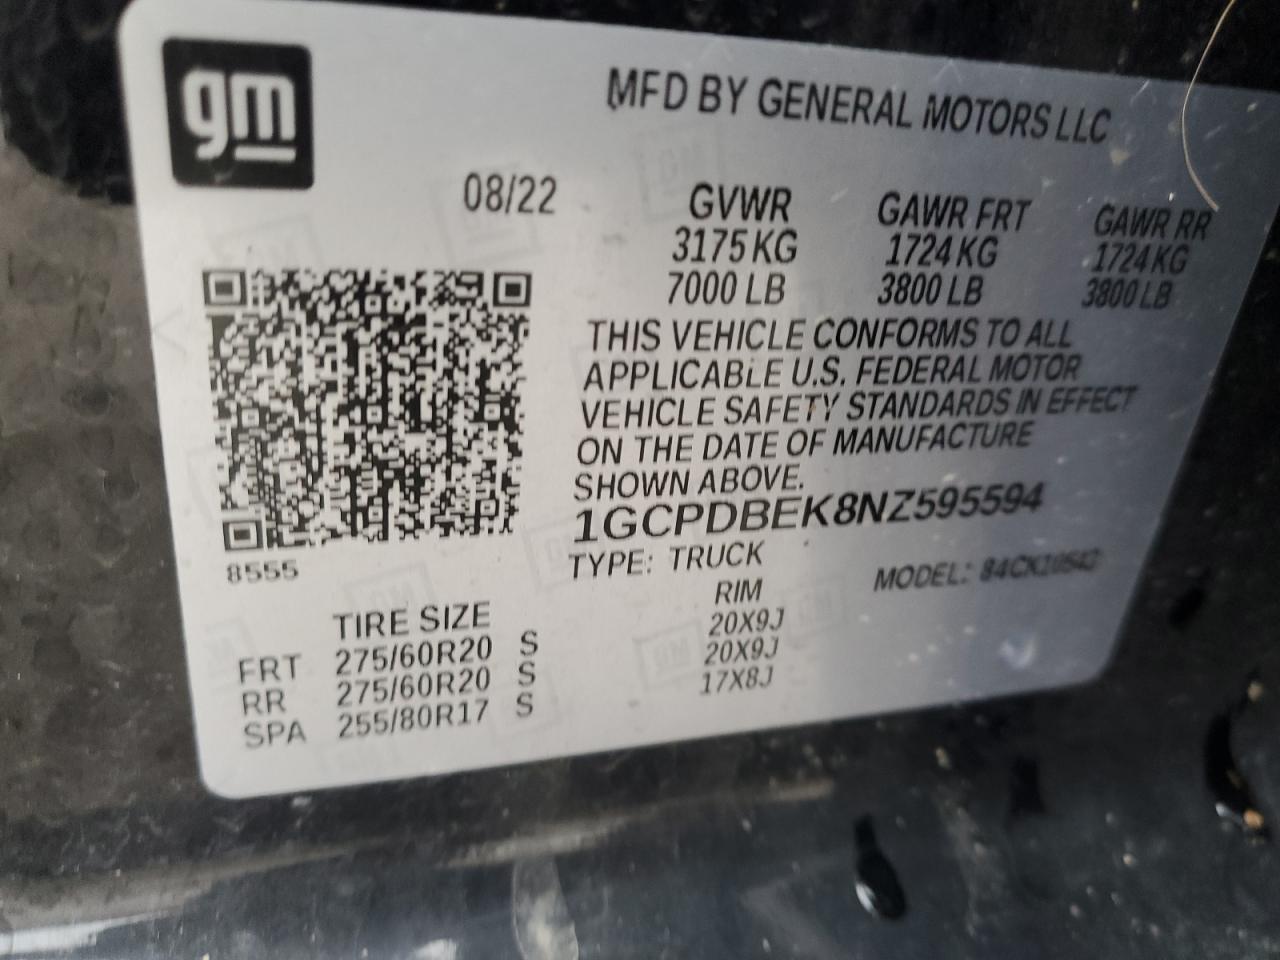 gm
MFD BY GENERAL MOTORS LLC
08/22
GVWR GAWR FRT GAWR RR
3175 KG 1724 KG 1724 KG
7000 LB 3800 LB 3800 LB
THIS VEHICLE CONFORMS TO ALL
APPLICABLE U.S. FEDERAL MOTOR
VEHICLE SAFETY STANDARDS IN EFFECT
ON THE DATE OF MANUFACTURE
SHOWN ABOVE.
1GCPDBEK8NZ595594
8555
TYPE: TRUCK MODEL: 84CK10543
TIRE SIZE RIM
FRT 275/60R20 S 20X9J
RR 275/60R20 S 20X9J
SPA 255/80R17 S 17X8J